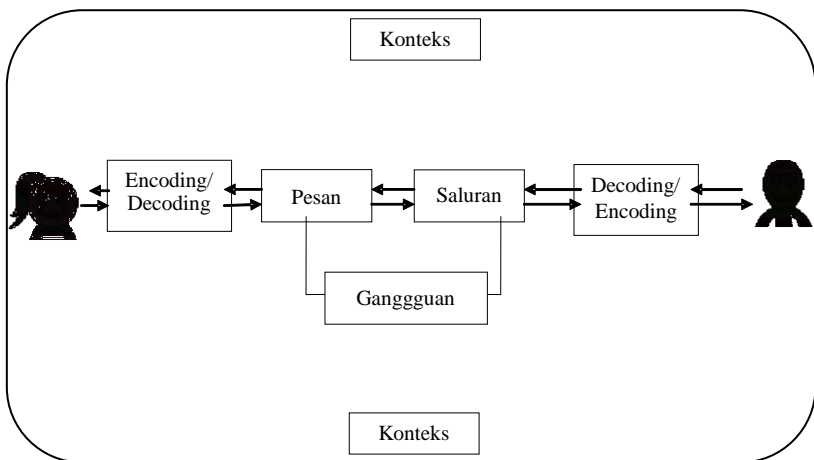 Konteks
Encoding/
Decoding
Pesan
Saluran
Decoding/
Encoding
Ganggguan
Konteks